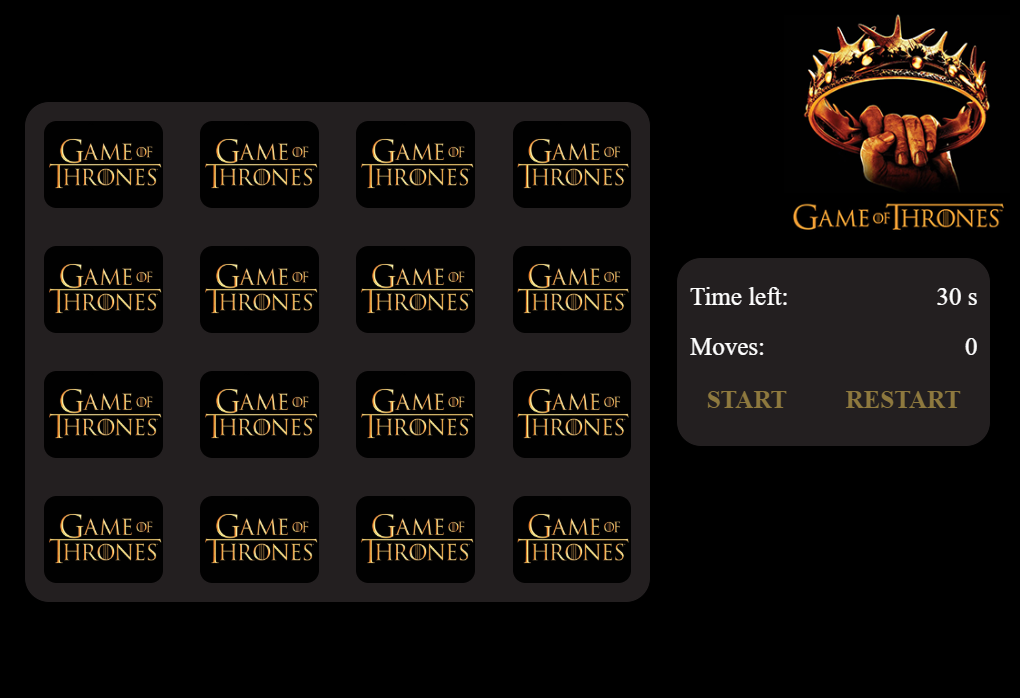 GAME OF THRONES
GAME OF
THRONES
GAME OF
THRONES
GAME OF
THRONES
GAME OF
THRONES
GAME OF
THRONES
GAME OF
THRONES
GAME OF
THRONES
GAME OF
THRONES
GAME OF
THRONES
GAME OF
THRONES
GAME OF
THRONES
GAME OF
THRONES
GAME OF
THRONES
GAME OF
THRONES
GAME OF
THRONES
GAME OF
THRONES
Time left: 30 s
Moves: 0
START RESTART